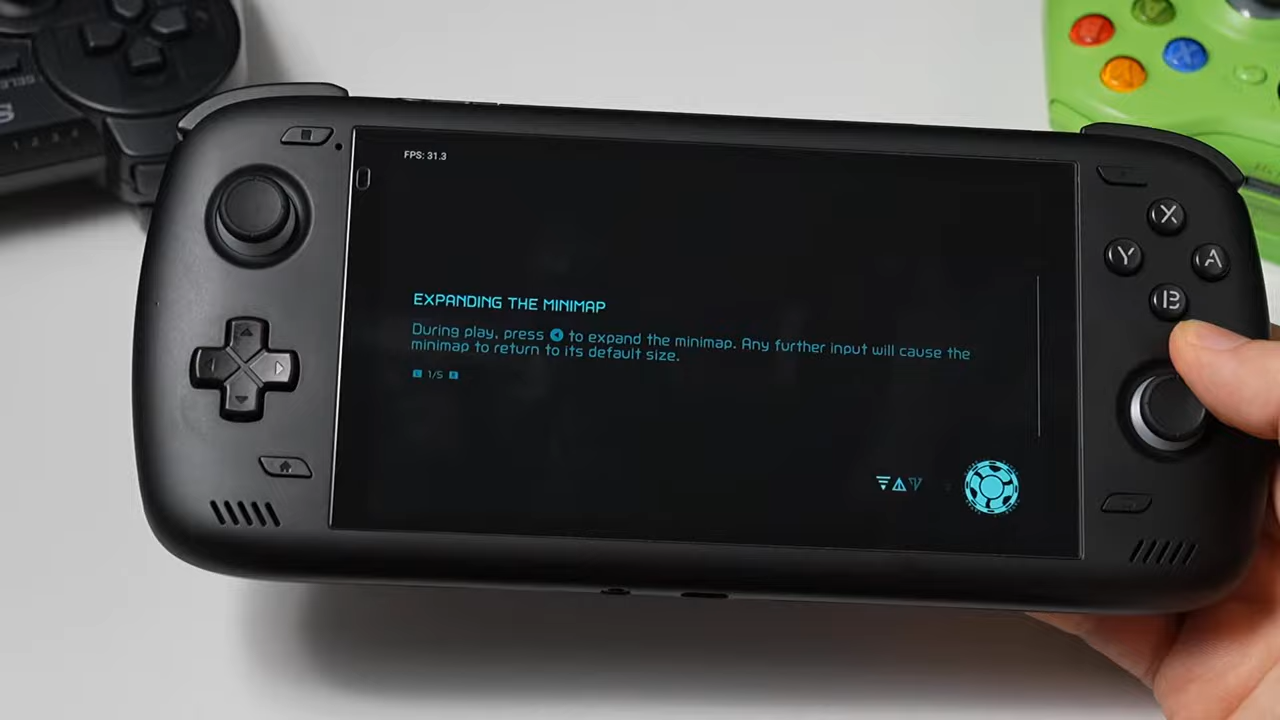 FPS: 31.3
EXPANDING THE MINIMAP
During play, press to expand the minimap. Any further input will cause the
minimap to return to its default size.
L 1/5 R
X
Y
A
B
X